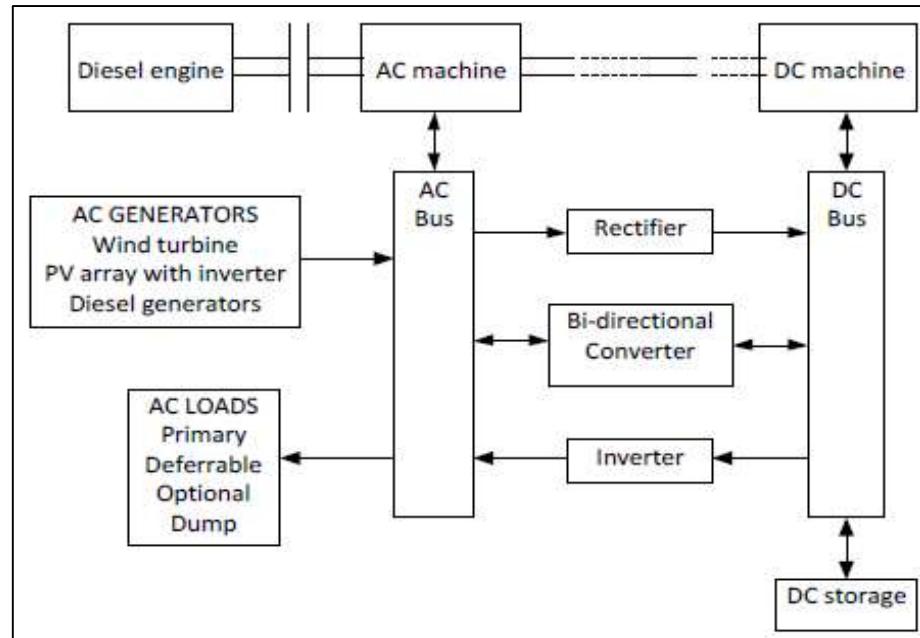 Diesel engine
AC machine
DC machine
AC
Bus
DC
Bus
AC GENERATORS
Wind turbine
PV array with inverter
Diesel generators
Rectifier
Bi-directional
Converter
AC LOADS
Primary
Deferrable
Optional
Dump
Inverter
DC storage